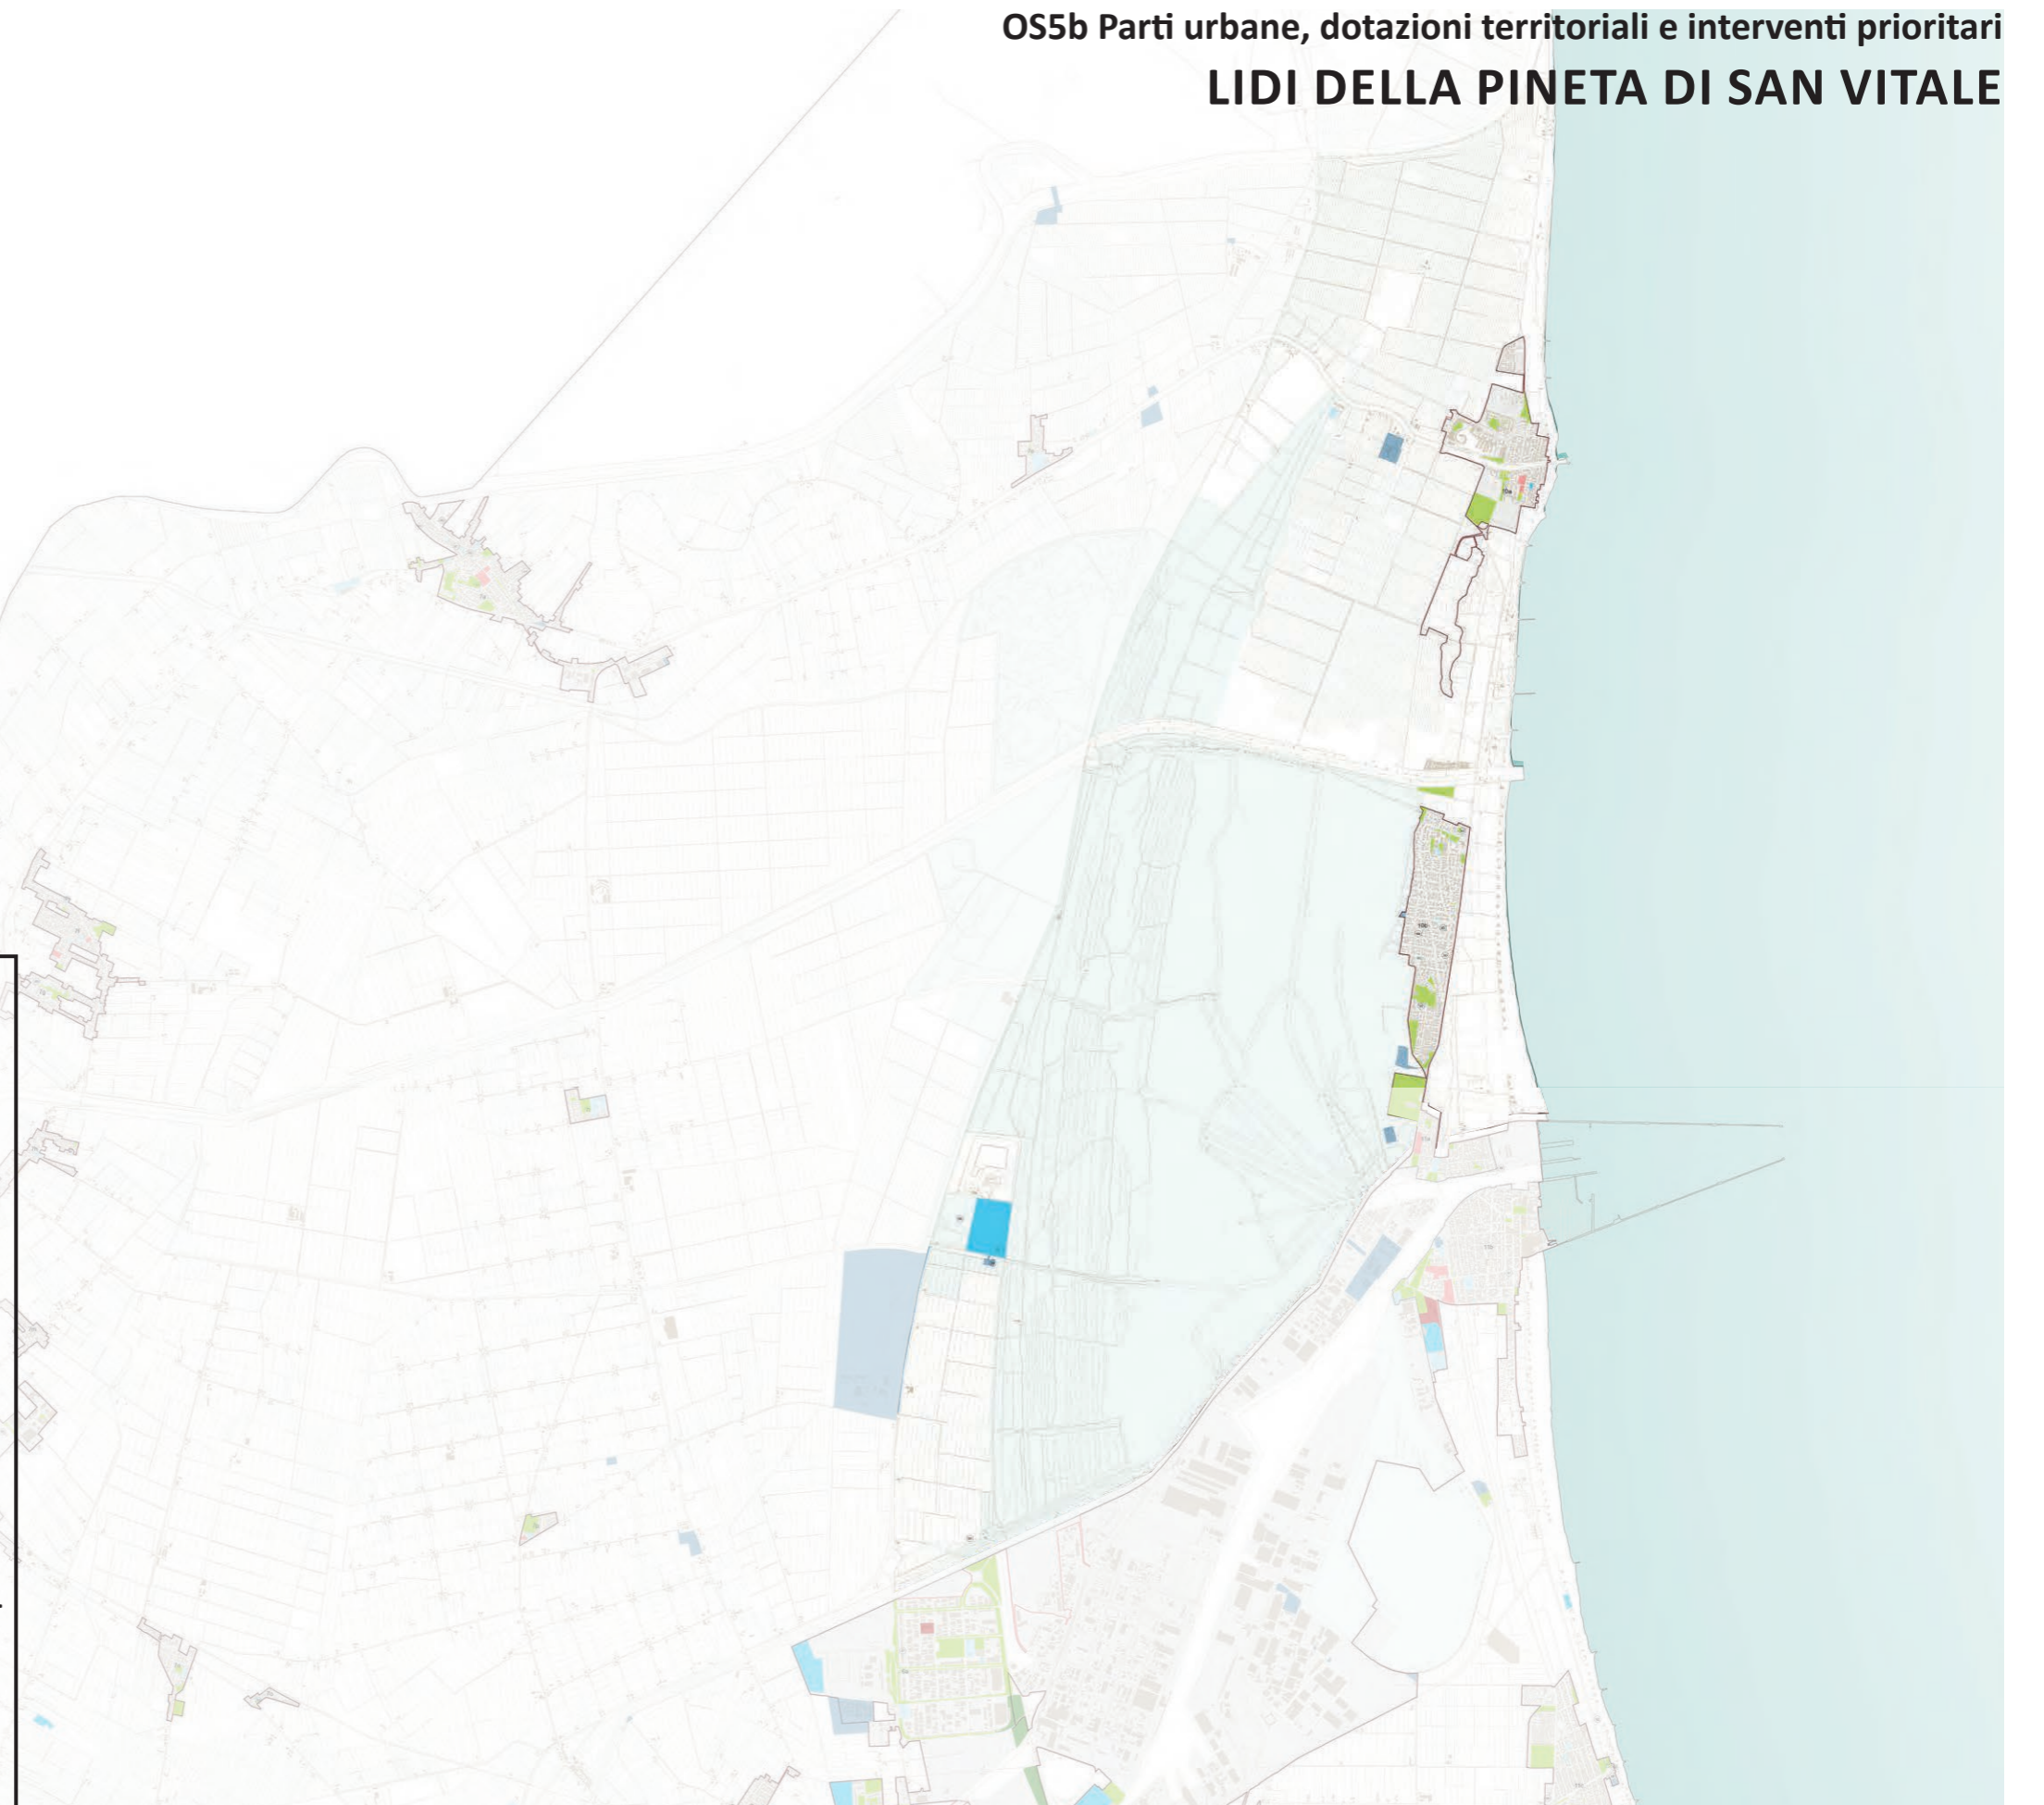 OS5b Parti urbane, dotazioni territoriali e interventi prioritari
LIDI DELLA PINETA DI SAN VITALE